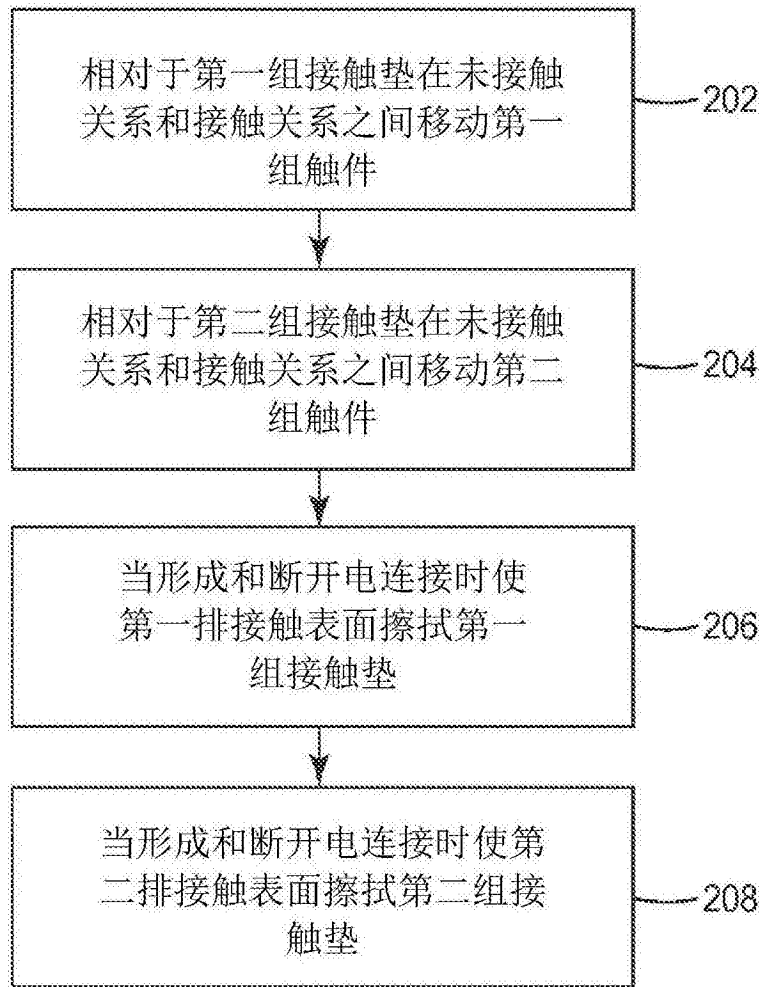 相对于第一组接触垫在未接触
关系和接触关系之间移动第一
组触件
202
相对于第二组接触垫在未接触
关系和接触关系之间移动第二
组触件
204
当形成和断开电连接时使
第一排接触表面擦拭第一
组接触垫
206
当形成和断开电连接时使第
二排接触表面擦拭第二组接
触垫
208